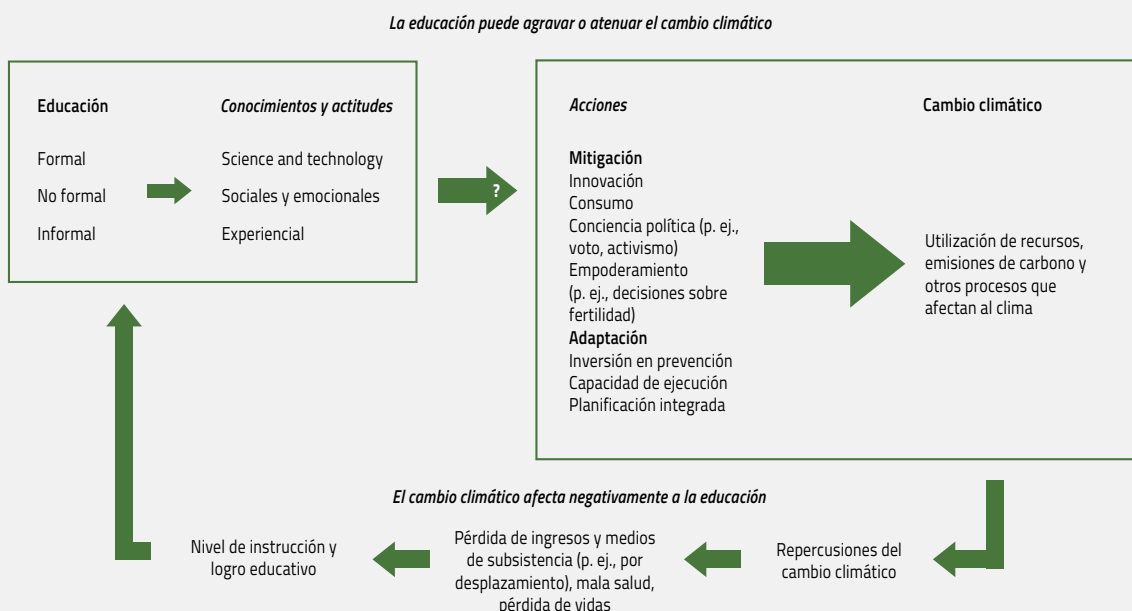 La educación puede agravar o atenuar el cambio climático
Educación
Conocimientos y actitudes
Formal
Science and technology
No formal
Sociales y emocionales
Informal
Experiencial
?
Acciones
Mitigación
Innovación
Consumo
Conciencia política (p. ej.,
voto, activismo)
Empoderamiento
(p. ej., decisiones sobre
fertilidad)
Adaptación
Inversión en prevención
Capacidad de ejecución
Planificación integrada
Cambio climático
Utilización de recursos,
emisiones de carbono y
otros procesos que
afectan al clima
El cambio climático afecta negativamente a la educación
Nivel de instrucción y
logro educativo
Pérdida de ingresos y medios
de subsistencia (p. ej., por
desplazamiento), mala salud,
pérdida de vidas
Repercusiones del
cambio climático